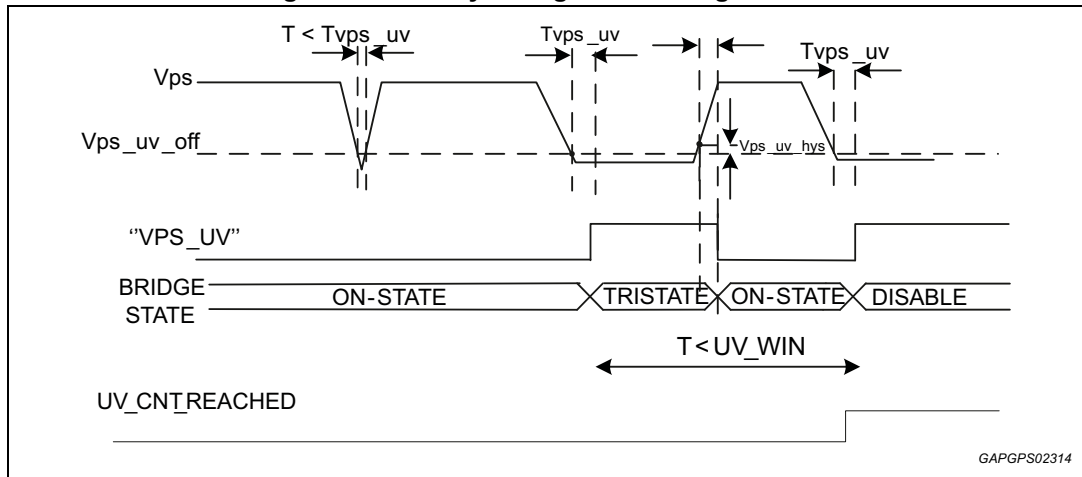 T < Tvps_uv
Tvps_uv
Tvps_uv
Vps
Vps_uv_off
Vps_uv_hys
‘‘VPS_UV’’
BRIDGE
STATE
ON-STATE
TRISTATE
ON-STATE
DISABLE
T < UV_WIN
UV_CNT_REACHED
GAPGPS02314